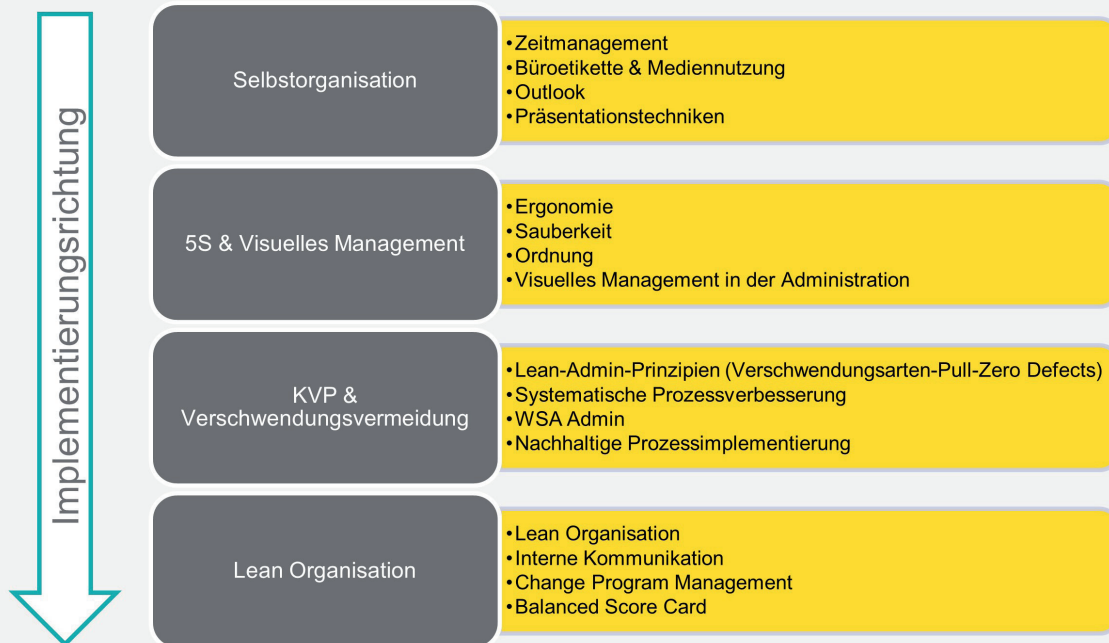 Implementierungsrichtung
Selbstorganisation
•Zeitmanagement
•Büroetikette & Mediennutzung
•Outlook
•Präsentationstechniken
5S & Visuelles Management
•Ergonomie
•Sauberkeit
•Ordnung
•Visuelles Management in der Administration
KVP &
Verschwendungsvermeidung
•Lean-Admin-Prinzipien (Verschwendungsarten-Pull-Zero Defects)
•Systematische Prozessverbesserung
•WSA Admin
•Nachhaltige Prozessimplementierung
Lean Organisation
•Lean Organisation
•Interne Kommunikation
•Change Program Management
•Balanced Score Card